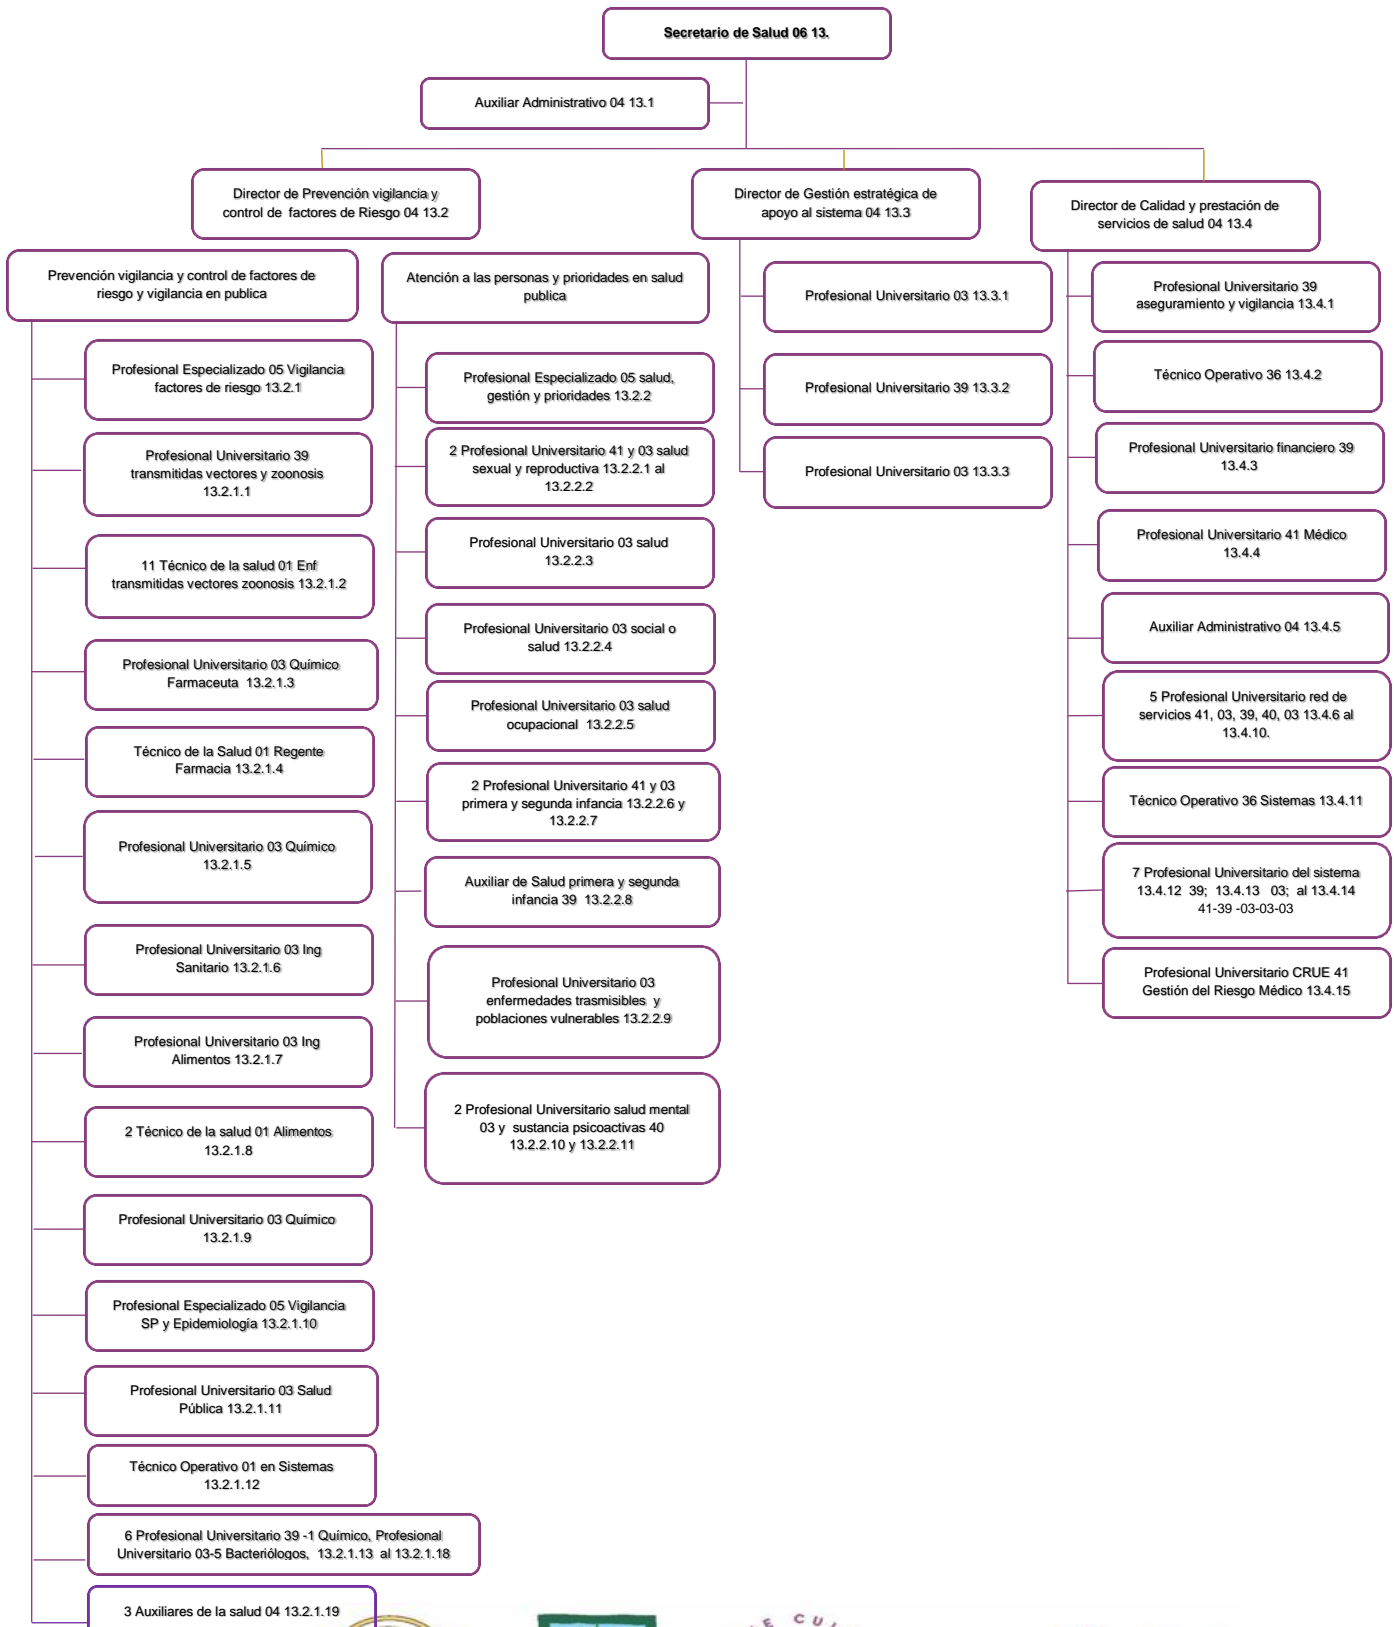 Secretario de Salud 06 13.
Auxiliar Administrativo 04 13.1
Director de Prevención vigilancia y
control de factores de Riesgo 04 13.2
Director de Gestión estratégica de
apoyo al sistema 04 13.3
Director de Calidad y prestación de
servicios de salud 04 13.4
Prevención vigilancia y control de factores de
riesgo y vigilancia en publica
Profesional Especializado 05 Vigilancia
factores de riesgo 13.2.1
Profesional Universitario 39
transmitidas vectores y zoonosis
13.2.1.1
11 Técnico de la salud 01 Enf
transmitidas vectores zoonosis 13.2.1.2
Profesional Universitario 03 Químico
Farmaceuta 13.2.1.3
Técnico de la Salud 01 Regente
Farmacia 13.2.1.4
Profesional Universitario 03 Químico
13.2.1.5
Profesional Universitario 03 Ing
Sanitario 13.2.1.6
Profesional Universitario 03 Ing
Alimentos 13.2.1.7
2 Técnico de la salud 01 Alimentos
13.2.1.8
Profesional Universitario 03 Químico
13.2.1.9
Profesional Especializado 05 Vigilancia
SP y Epidemiología 13.2.1.10
Profesional Universitario 03 Salud
Pública 13.2.1.11
Técnico Operativo 01 en Sistemas
13.2.1.12
6 Profesional Universitario 39 -1 Químico, Profesional
Universitario 03-5 Bacteriólogos, 13.2.1.13 al 13.2.1.18
3 Auxiliares de la salud 04 13.2.1.19
Atención a las personas y prioridades en salud
publica
Profesional Especializado 05 salud,
gestión y prioridades 13.2.2
2 Profesional Universitario 41 y 03 salud
sexual y reproductiva 13.2.2.1 al
13.2.2.2
Profesional Universitario 03 salud
13.2.2.3
Profesional Universitario 03 social o
salud 13.2.2.4
Profesional Universitario 03 salud
ocupacional 13.2.2.5
2 Profesional Universitario 41 y 03
primera y segunda infancia 13.2.2.6 y
13.2.2.7
Auxiliar de Salud primera y segunda
infancia 39 13.2.2.8
Profesional Universitario 03
enfermedades trasmisibles y
poblaciones vulnerables 13.2.2.9
2 Profesional Universitario salud mental
03 y sustancia psicoactivas 40
13.2.2.10 y 13.2.2.11
Profesional Universitario 03 13.3.1
Profesional Universitario 39 13.3.2
Profesional Universitario 03 13.3.3
Profesional Universitario 39
aseguramiento y vigilancia 13.4.1
Técnico Operativo 36 13.4.2
Profesional Universitario financiero 39
13.4.3
Profesional Universitario 41 Médico
13.4.4
Auxiliar Administrativo 04 13.4.5
5 Profesional Universitario red de
servicios 41, 03, 39, 40, 03 13.4.6 al
13.4.10.
Técnico Operativo 36 Sistemas 13.4.11
7 Profesional Universitario del sistema
13.4.12 39; 13.4.13 03; al 13.4.14
41-39 -03-03-03
Profesional Universitario CRUE 41
Gestión del Riesgo Médico 13.4.15